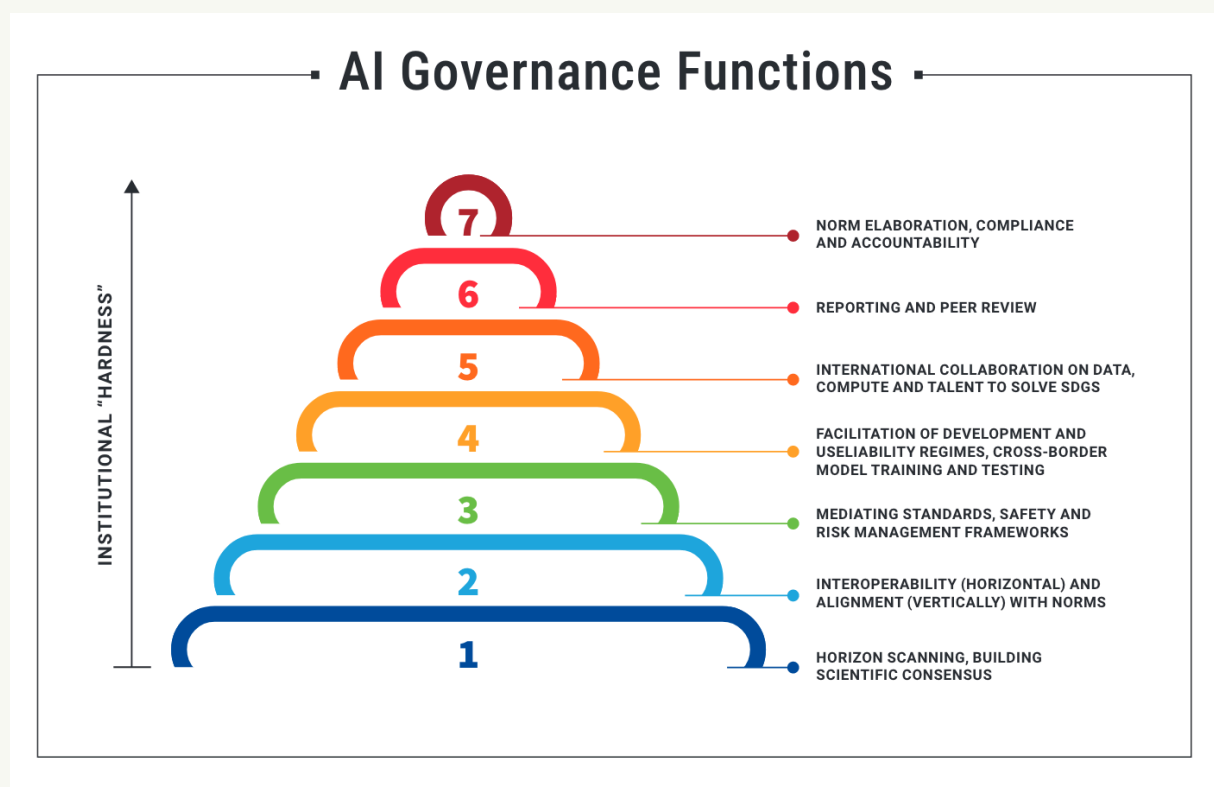 AI Governance Functions
INSTITUTIONAL “HARDNESS”
7
NORM ELABORATION, COMPLIANCE
AND ACCOUNTABILITY
6
REPORTING AND PEER REVIEW
5
INTERNATIONAL COLLABORATION ON DATA,
COMPUTE AND TALENT TO SOLVE SDGS
4
FACILITATION OF DEVELOPMENT AND
USELIABILITY REGIMES, CROSS-BORDER
MODEL TRAINING AND TESTING
3
MEDIATING STANDARDS, SAFETY AND
RISK MANAGEMENT FRAMEWORKS
2
INTEROPERABILITY (HORIZONTAL) AND
ALIGNMENT (VERTICALLY) WITH NORMS
1
HORIZON SCANNING, BUILDING
SCIENTIFIC CONSENSUS